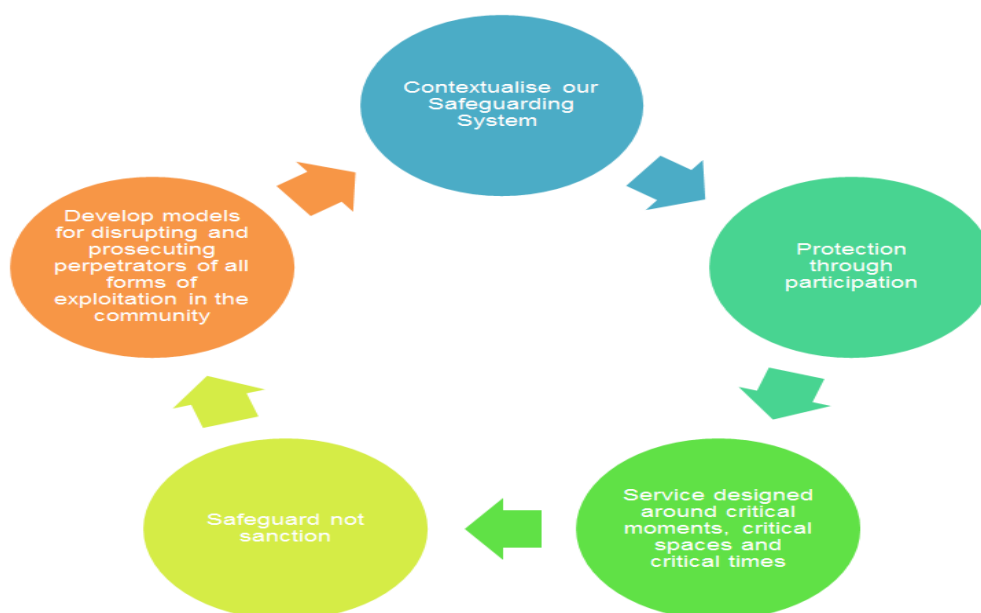 Contextualise our
Safeguarding
System
Protection
through
participation
Service designed
around critical
moments, critical
spaces and
critical times
Safeguard not
sanction
Develop models
for disrupting and
prosecuting
perpetrators of all
forms of
exploitation in the
community